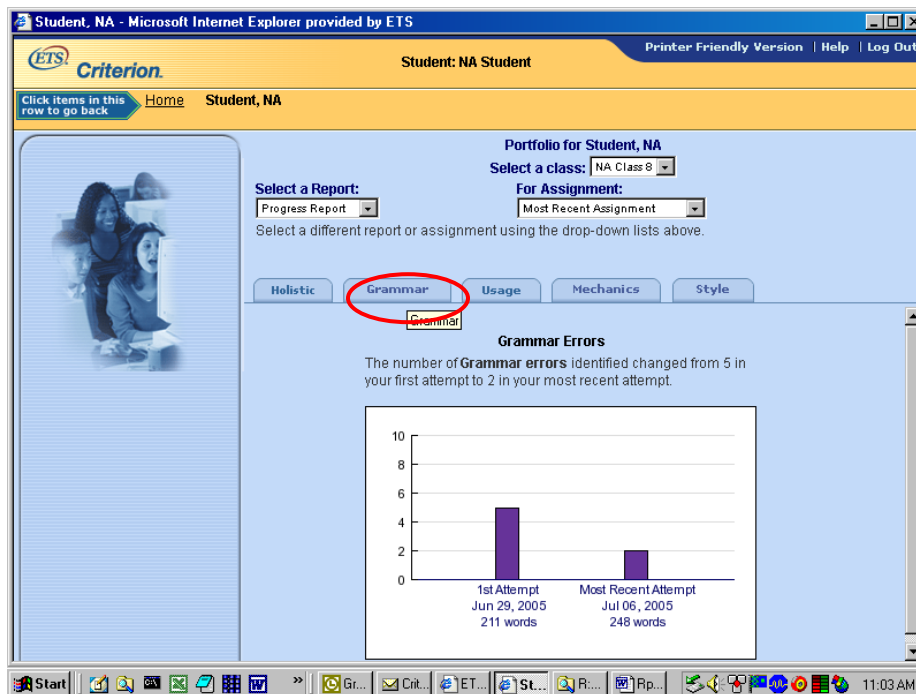 Student, NA - Microsoft Internet Explorer provided by ETS
Printer Friendly Version | Help | Log Out
ETS
Criterion.
Student: NA Student
Click items in this
row to go back
Home Student, NA
Portfolio for Student, NA
Select a class: NA Class 8
Select a Report: For Assignment:
Progress Report Most Recent Assignment
Select a different report or assignment using the drop-down lists above.
Holistic Grammar Usage Mechanics Style
Grammar
Grammar Errors
The number of Grammar errors identified changed from 5 in
your first attempt to 2 in your most recent attempt.
10
8
6
4
2
0
1st Attempt Most Recent Attempt
Jun 29, 2005 Jul 06, 2005
211 words 248 words
Start » Gr... Crit... ET... St... R:... Rp... 11:03 AM